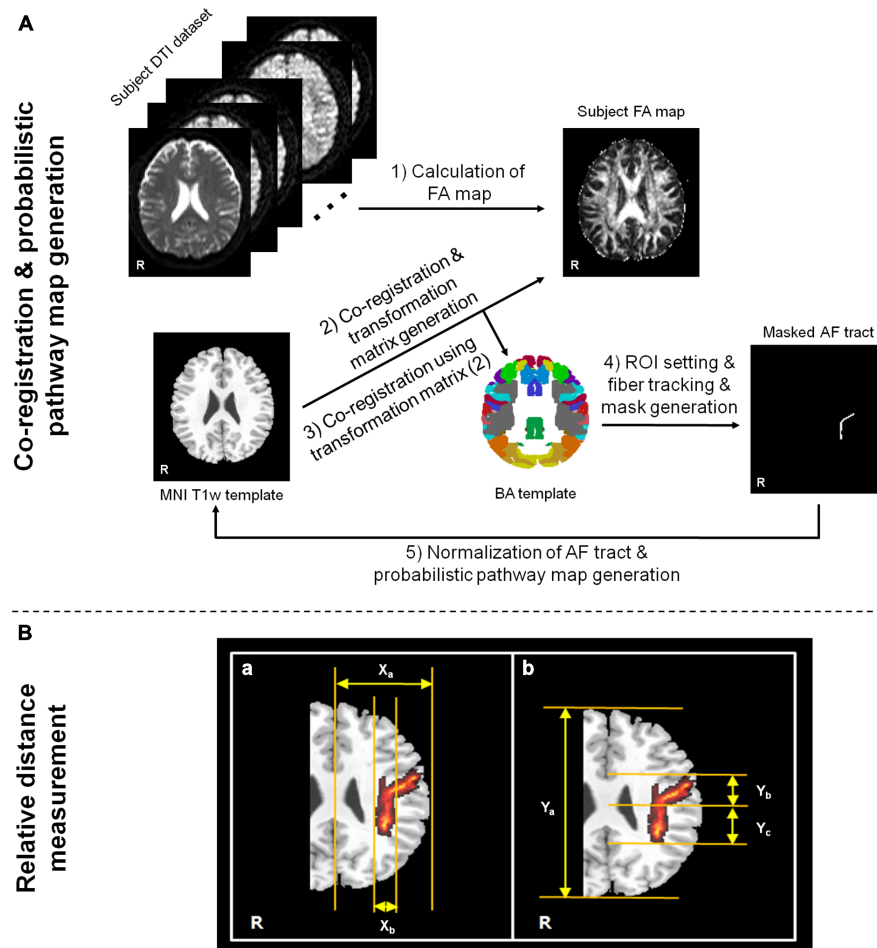 A
Co-registration & probabilistic
pathway map generation
Subject DTI dataset
R
1) Calculation of
FA map
Subject FA map
R
2) Co-registration &
transformation
matrix generation
3) Co-registration using
transformation matrix (2)
R
MNI T1w template
BA template
4) ROI setting &
fiber tracking &
mask generation
Masked AF tract
R
5) Normalization of AF tract &
probabilistic pathway map generation
B
Relative distance
measurement
a
Xa
Xb
R
b
Ya
Yb
Yc
R